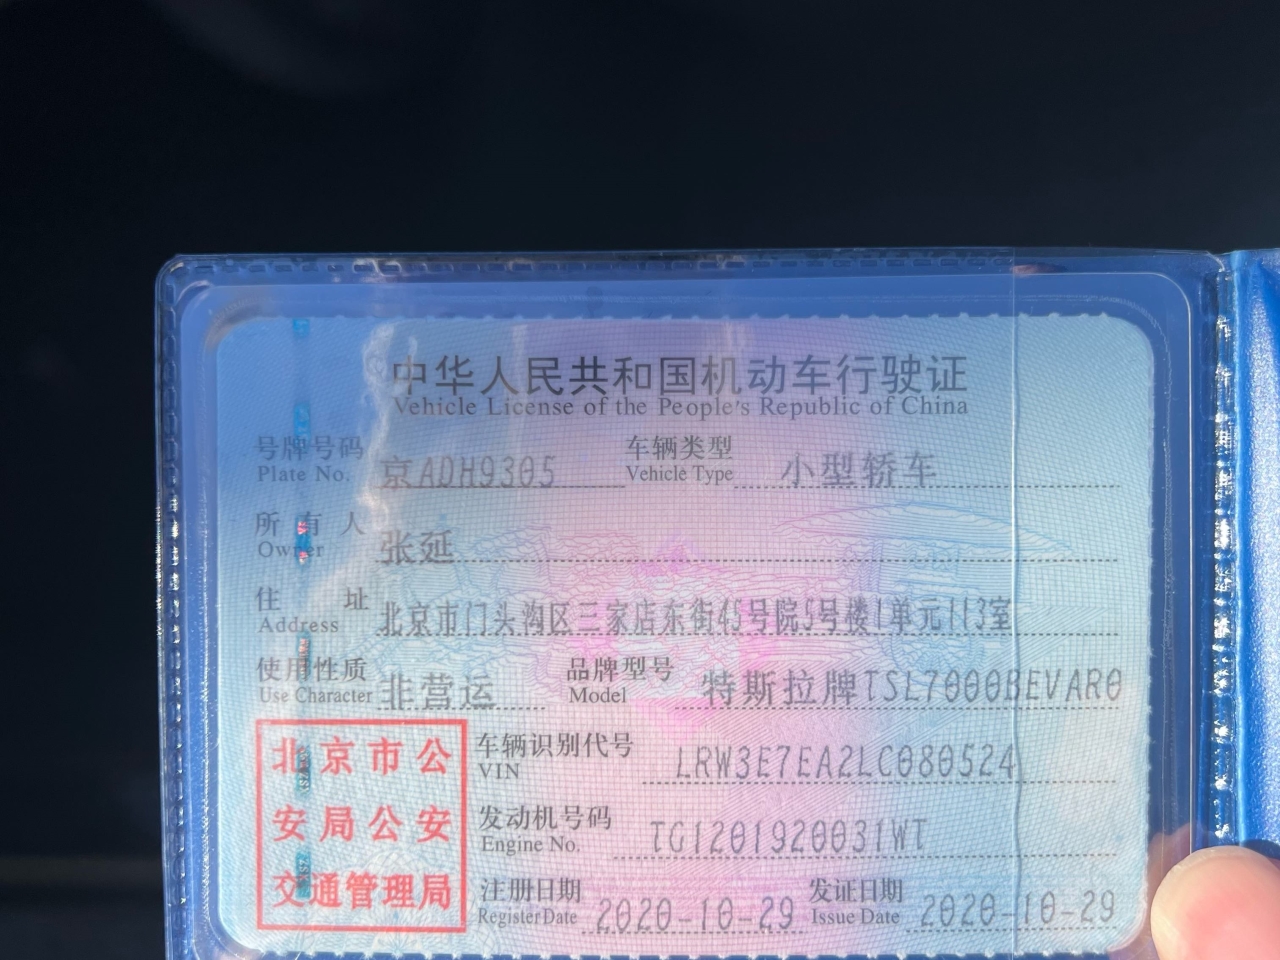 中华人民共和国机动车行驶证
Vehicle License of the People's Republic of China
号牌号码 京ADH9305 车辆类型 小型轿车
Plate No. Vehicle Type
所有人 张延
Owner
住址 北京市门头沟区三家店东街45号院5号楼1单元113室
Address
使用性质 非营运 品牌型号 特斯拉牌TSL7000BEVAR0
Use Character Model
北京市公安局公安交通管理局
车辆识别代号 LRW3E7EA2LC080524
VIN
发动机号码 TG1201920031WT
Engine No.
注册日期 2020-10-29 发证日期 2020-10-29
Register Date Issue Date